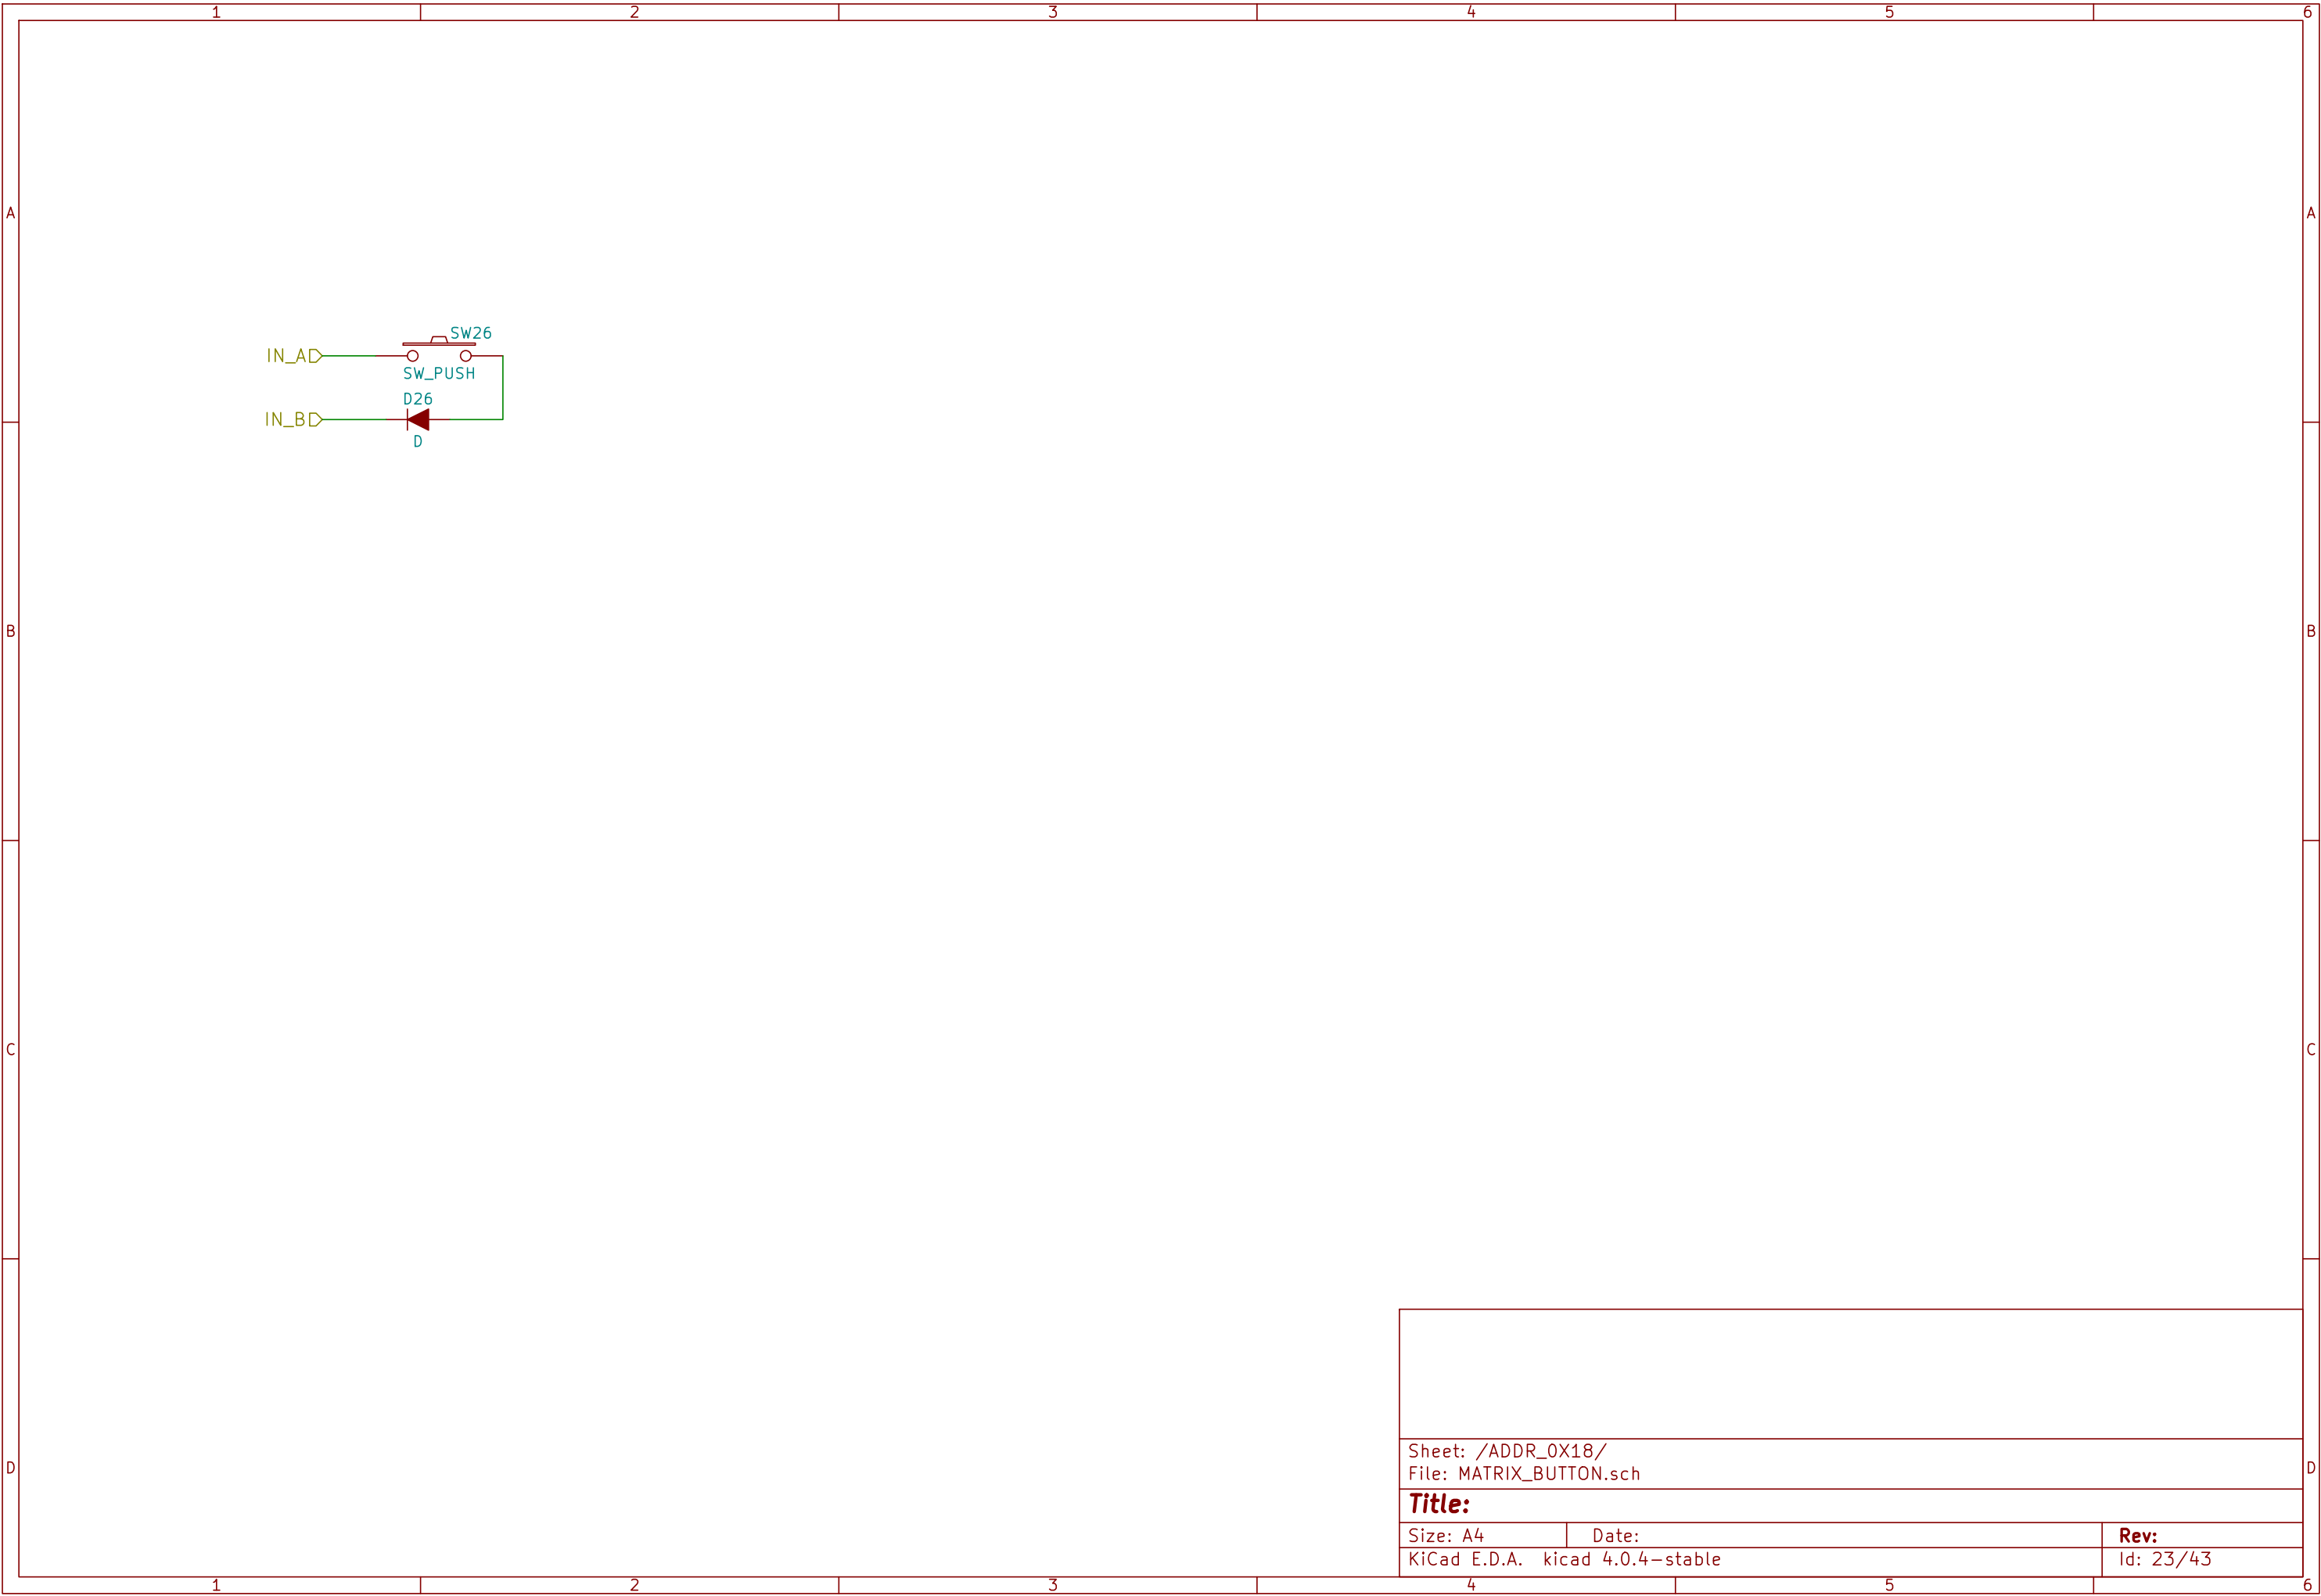 1 2 3 4 5 6
A A
SW26
IN_A
SW_PUSH
D26
IN_B
D
B B
C C
Sheet: /ADDR_0X18/
D D
File: MATRIX_BUTTON.sch
Title:
Size: A4 Date: Rev:
KiCad E.D.A. kicad 4.0.4-stable Id: 23/43
1 2 3 4 5 6